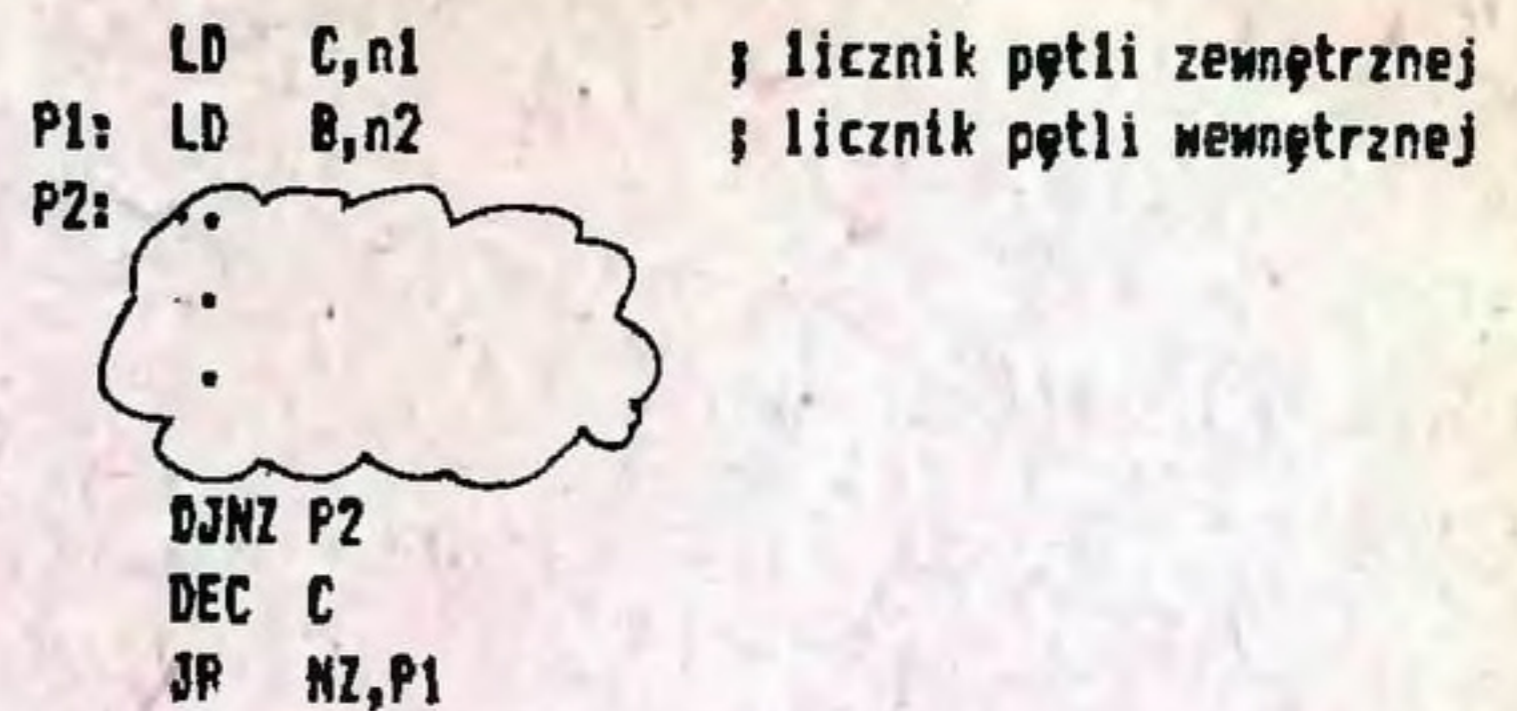 LD C,n1 ; licznik pętli zewnętrznej
P1: LD B,n2 ; licznik pętli wewnętrznej
P2: .
.
.
DJNZ P2
DEC C
JR NZ,P1